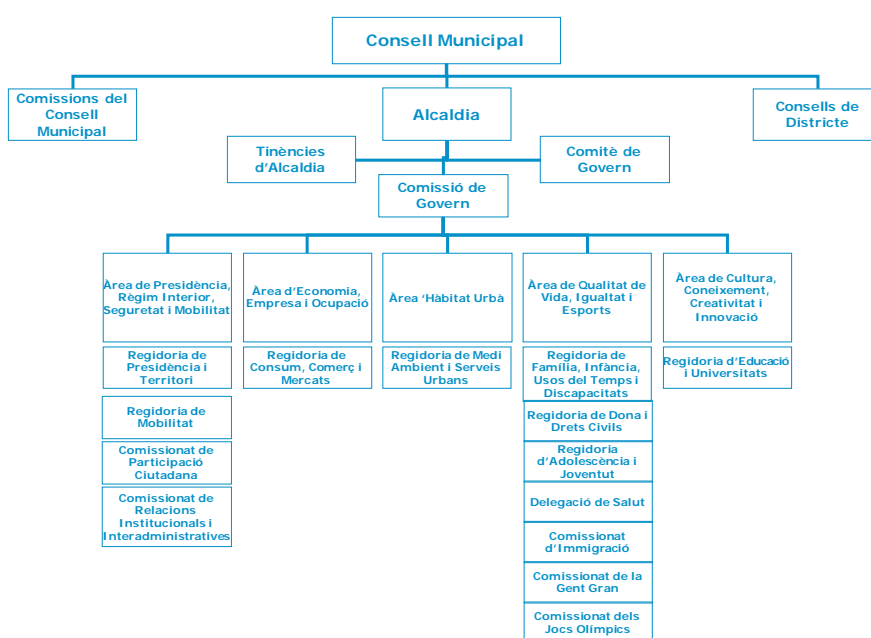 Consell Municipal
Comissions del
Consell
Municipal
Alcaldia
Consells de
Districte
Tinències
d'Alcaldia
Comitè de
Govern
Comissió de
Govern
Àrea de Presidència,
Règim Interior,
Seguretat i Mobilitat
Àrea d'Economia,
Empresa i Ocupació
Àrea 'Hàbitat Urbà
Àrea de Qualitat de
Vida, Igualtat i
Esports
Àrea de Cultura,
Coneixement,
Creativitat i
Innovació
Regidoria de
Presidència i
Territori
Regidoria de
Consum, Comerç i
Mercats
Regidoria de Medi
Ambient i Serveis
Urbans
Regidoria de
Família, Infància,
Usos del Temps i
Discapacitats
Regidoria d'Educació
i Universitats
Regidoria de
Mobilitat
Regidoria de Dona i
Drets Civils
Comissionat de
Participació
Ciutadana
Regidoria
d'Adolescència i
Joventut
Comissionat de
Relacions
Institucionals i
Interadministratives
Delegació de Salut
Comissionat
d'Immigració
Comissionat de la
Gent Gran
Comissionat dels
Jocs Olímpics